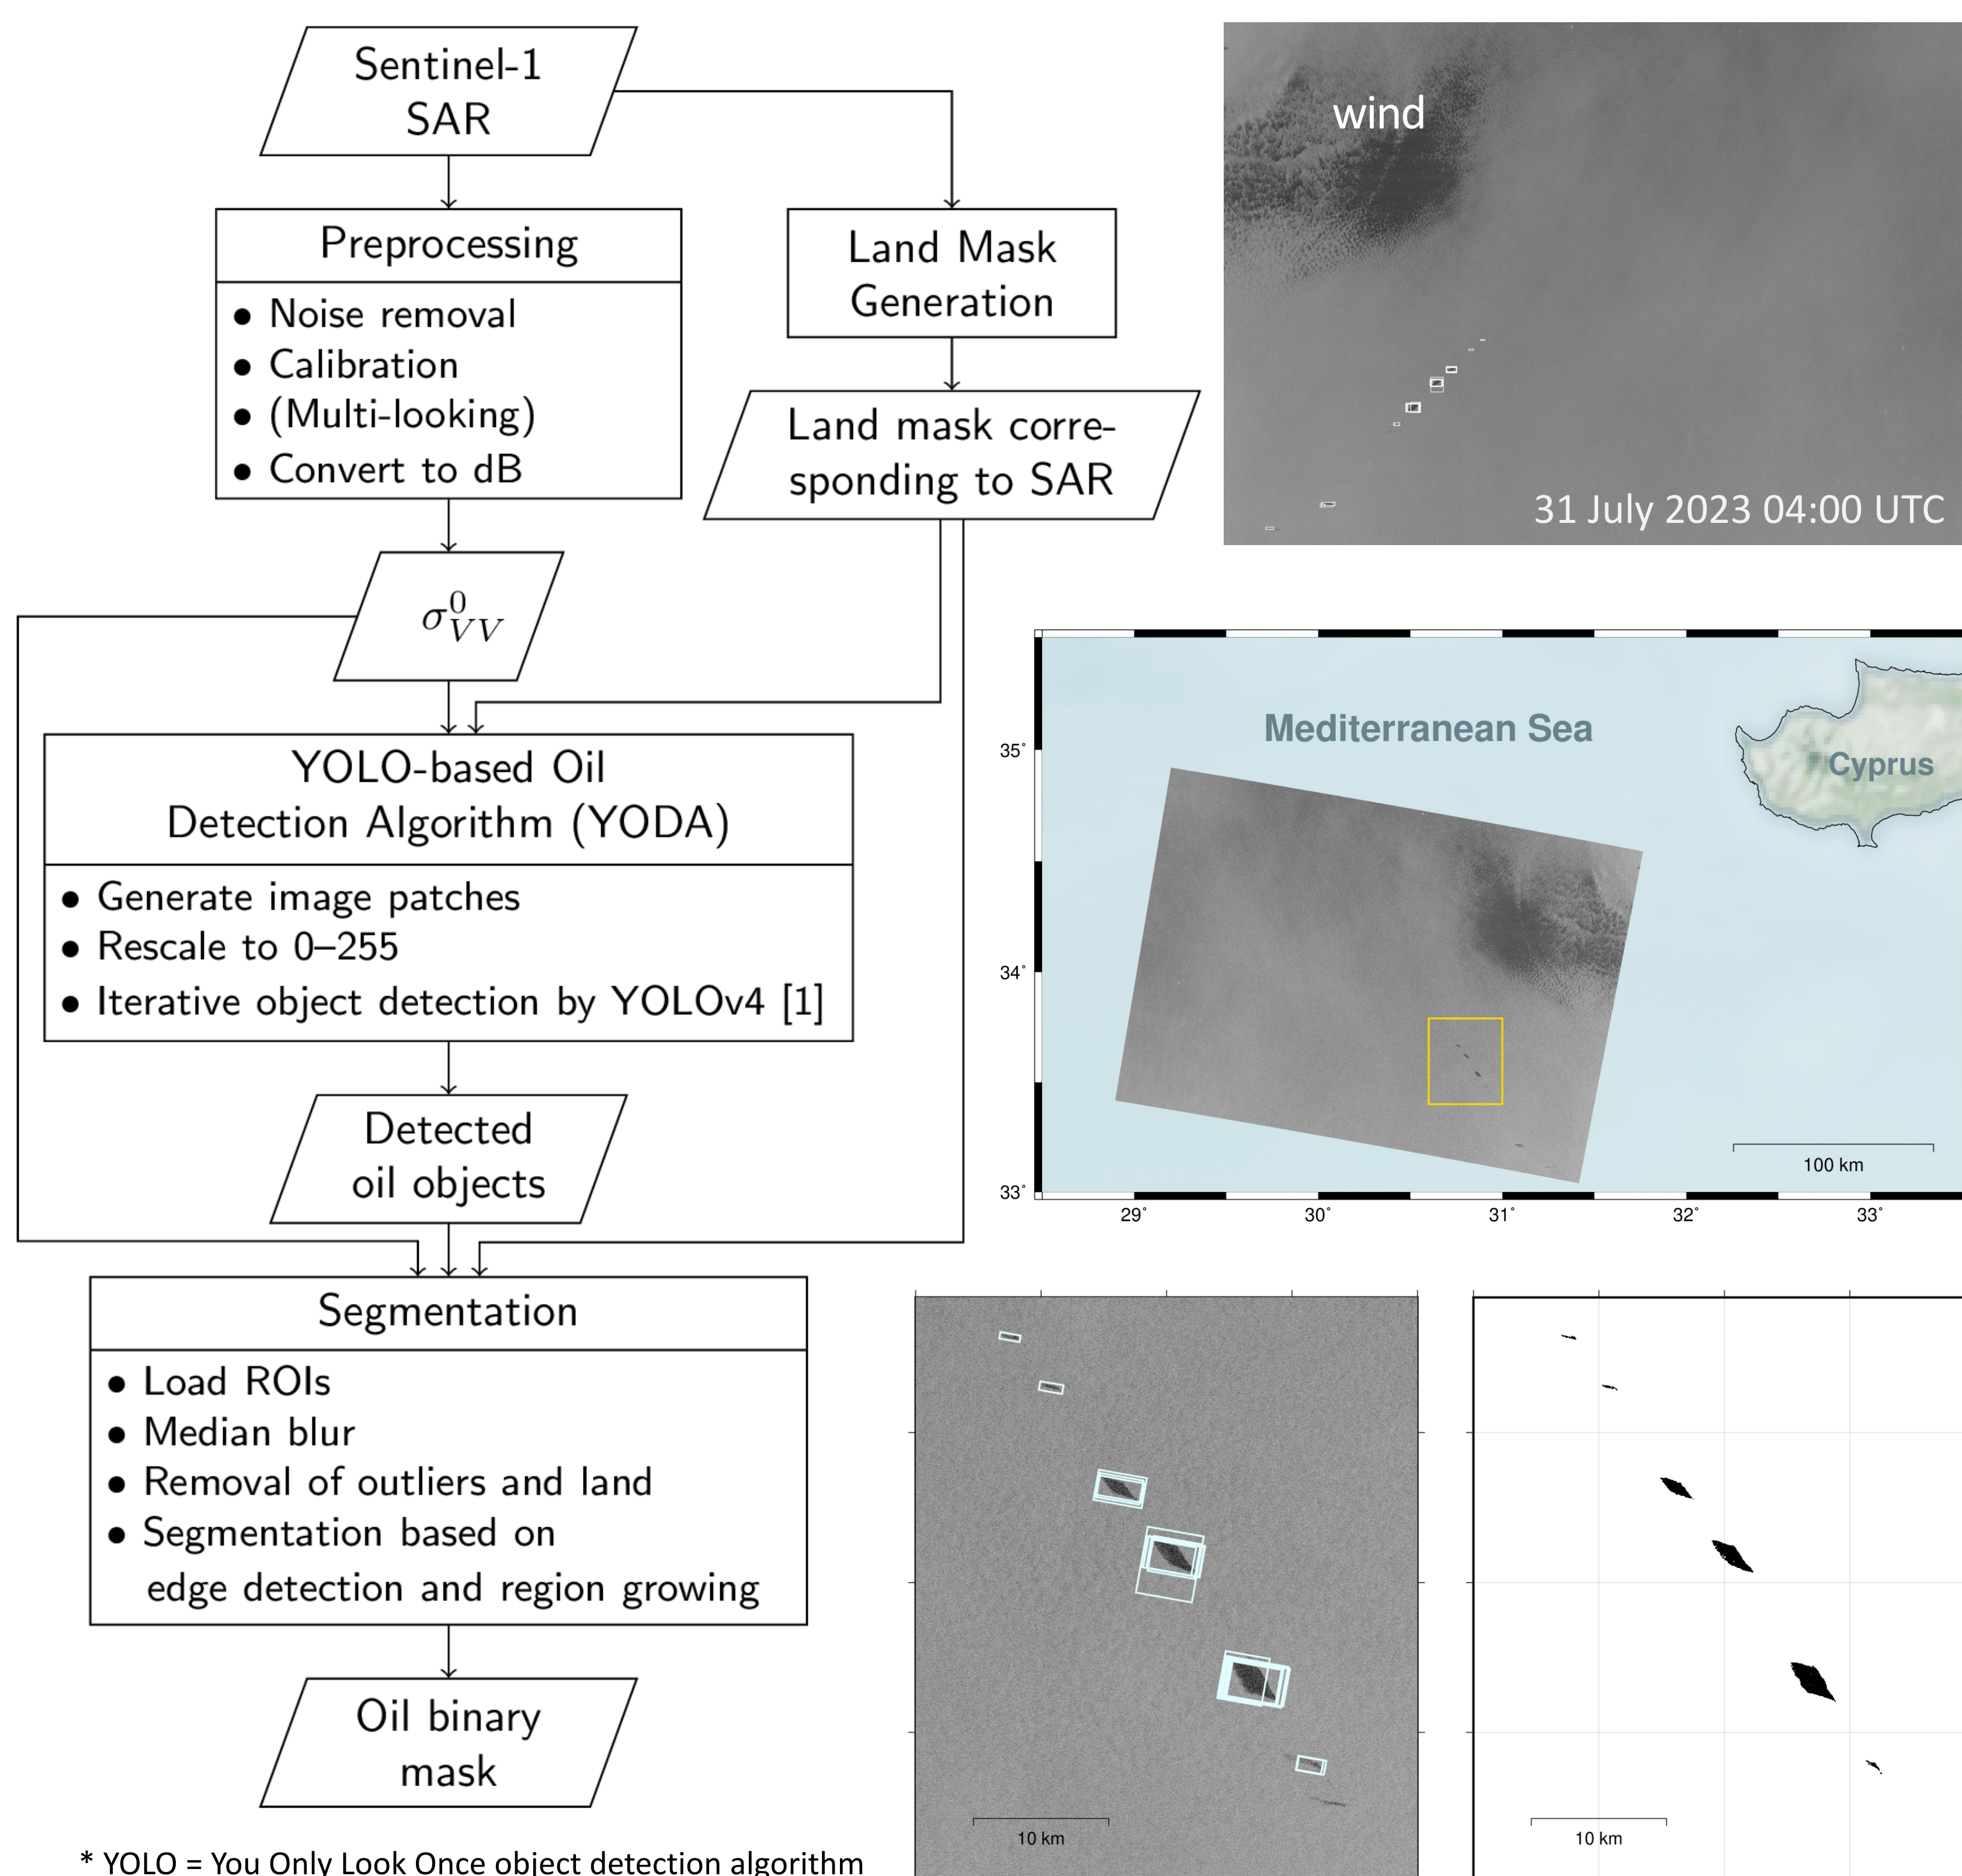 Sentinel-1
SAR
Preprocessing
• Noise removal
• Calibration
• (Multi-looking)
• Convert to dB
Land Mask
Generation
Land mask corre-
sponding to SAR
σ⁰VV
YOLO-based Oil
Detection Algorithm (YODA)
• Generate image patches
• Rescale to 0–255
• Iterative object detection by YOLOv4 [1]
Detected
oil objects
Segmentation
• Load ROIs
• Median blur
• Removal of outliers and land
• Segmentation based on
edge detection and region growing
Oil binary
mask
* YOLO = You Only Look Once object detection algorithm
wind
31 July 2023 04:00 UTC
Mediterranean Sea
Cyprus
35°
34°
33°
100 km
29° 30° 31° 32° 33°
10 km
10 km